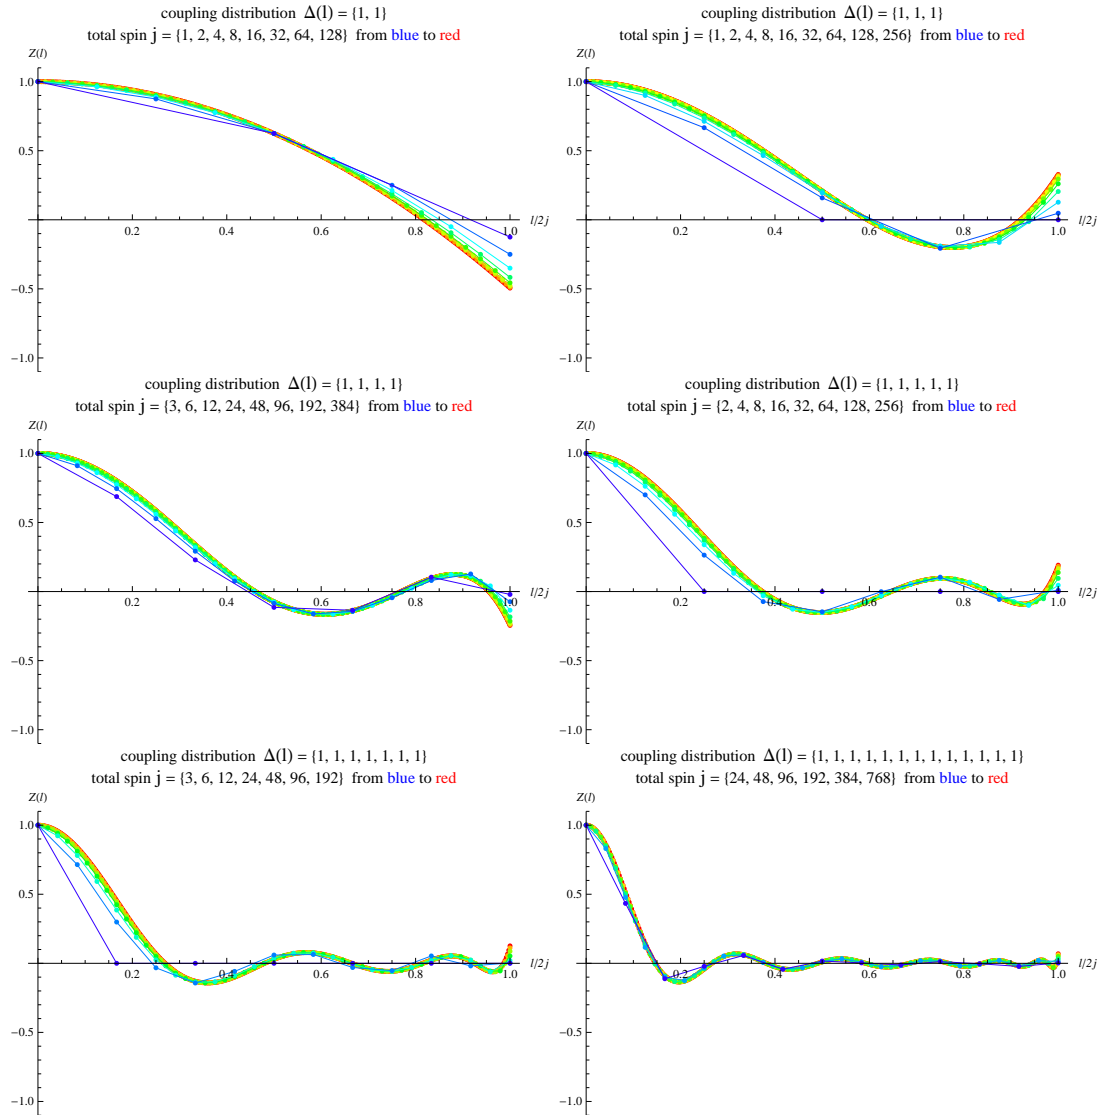 coupling distribution Δ(l) = {1, 1}
total spin j = {1, 2, 4, 8, 16, 32, 64, 128} from blue to red
Z(l)
1.0
0.5
0.2 0.4 0.6 0.8 1.0 l/2j
−0.5
−1.0
coupling distribution Δ(l) = {1, 1, 1}
total spin j = {1, 2, 4, 8, 16, 32, 64, 128, 256} from blue to red
Z(l)
1.0
0.5
0.2 0.4 0.6 0.8 1.0 l/2j
−0.5
−1.0
coupling distribution Δ(l) = {1, 1, 1, 1}
total spin j = {3, 6, 12, 24, 48, 96, 192, 384} from blue to red
Z(l)
1.0
0.5
0.2 0.4 0.6 0.8 1.0 l/2j
−0.5
−1.0
coupling distribution Δ(l) = {1, 1, 1, 1, 1}
total spin j = {2, 4, 8, 16, 32, 64, 128, 256} from blue to red
Z(l)
1.0
0.5
0.2 0.4 0.6 0.8 1.0 l/2j
−0.5
−1.0
coupling distribution Δ(l) = {1, 1, 1, 1, 1, 1, 1}
total spin j = {3, 6, 12, 24, 48, 96, 192} from blue to red
Z(l)
1.0
0.5
0.2 0.4 0.6 0.8 1.0 l/2j
−0.5
−1.0
coupling distribution Δ(l) = {1, 1, 1, 1, 1, 1, 1, 1, 1, 1, 1, 1, 1}
total spin j = {24, 48, 96, 192, 384, 768} from blue to red
Z(l)
1.0
0.5
0.2 0.4 0.6 0.8 1.0 l/2j
−0.5
−1.0